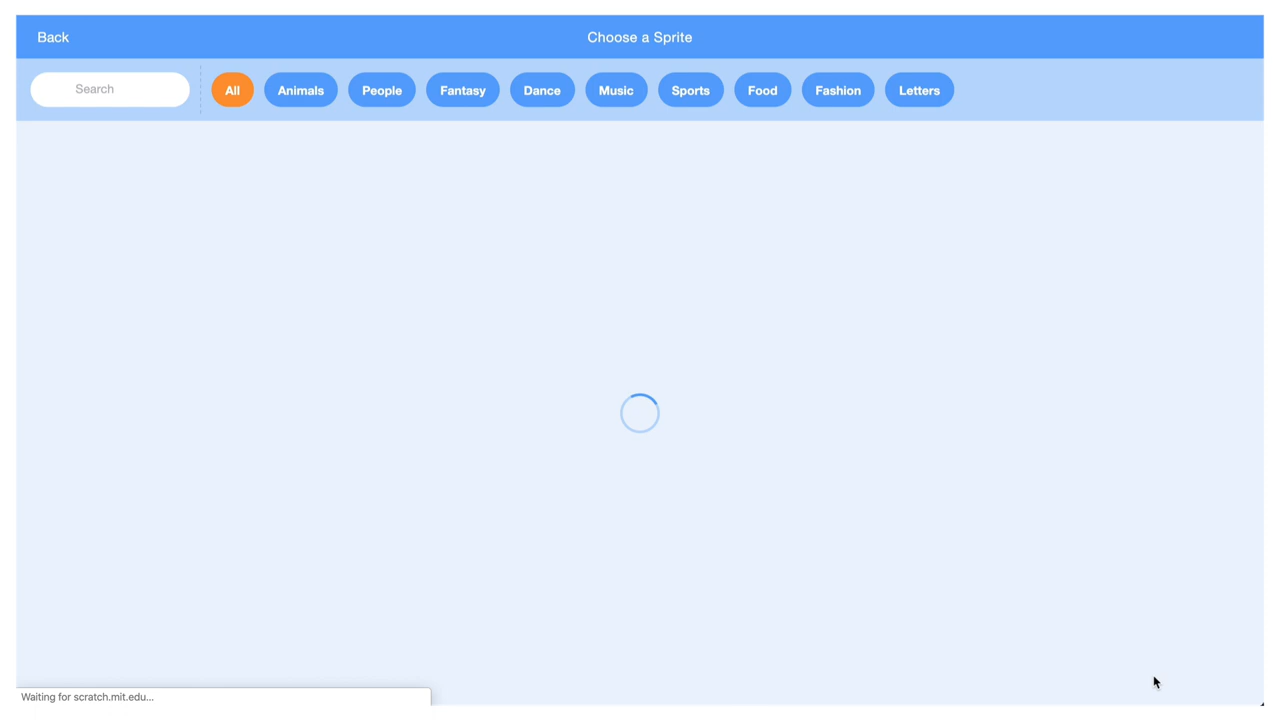 Back
Choose a Sprite
Search
All
Animals
People
Fantasy
Dance
Music
Sports
Food
Fashion
Letters
Waiting for scratch.mit.edu...